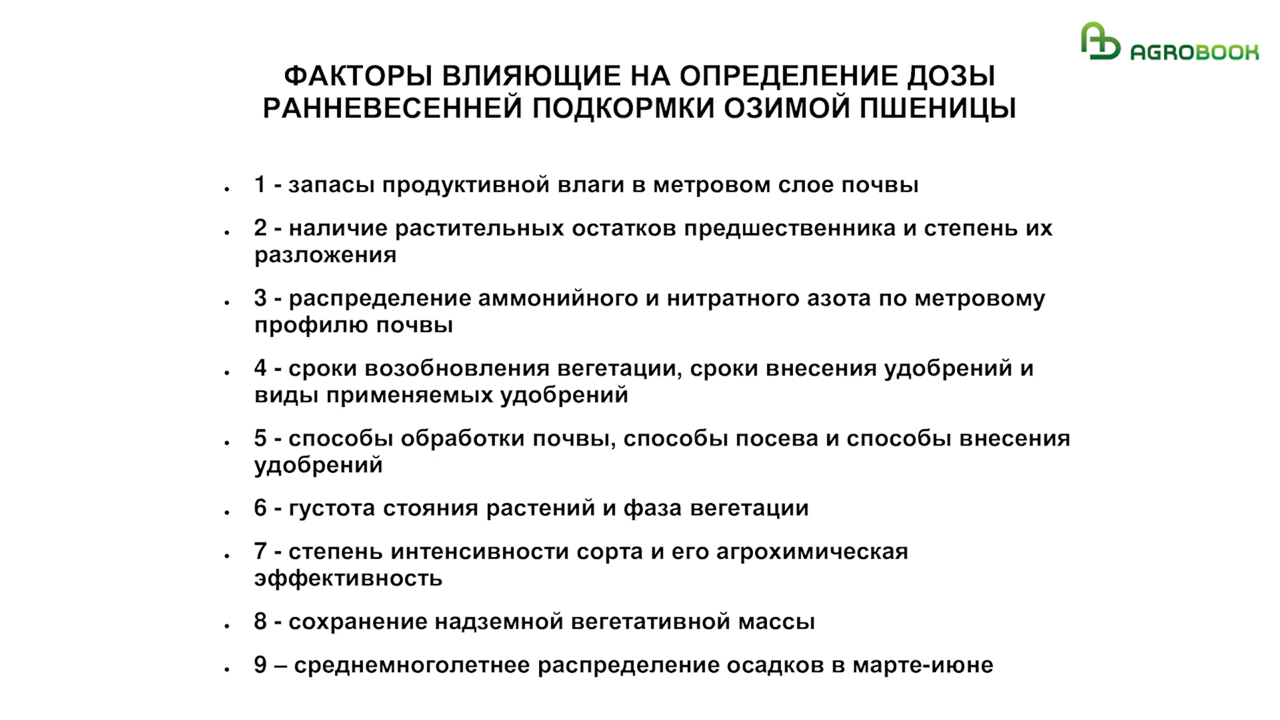 AGROBOOK
ФАКТОРЫ ВЛИЯЮЩИЕ НА ОПРЕДЕЛЕНИЕ ДОЗЫ
РАННЕВЕСЕННЕЙ ПОДКОРМКИ ОЗИМОЙ ПШЕНИЦЫ
• 1 - запасы продуктивной влаги в метровом слое почвы
• 2 - наличие растительных остатков предшественника и степень их
разложения
• 3 - распределение аммонийного и нитратного азота по метровому
профилю почвы
• 4 - сроки возобновления вегетации, сроки внесения удобрений и
виды применяемых удобрений
• 5 - способы обработки почвы, способы посева и способы внесения
удобрений
• 6 - густота стояния растений и фаза вегетации
• 7 - степень интенсивности сорта и его агрохимическая
эффективность
• 8 - сохранение надземной вегетативной массы
• 9 – среднемноголетнее распределение осадков в марте-июне